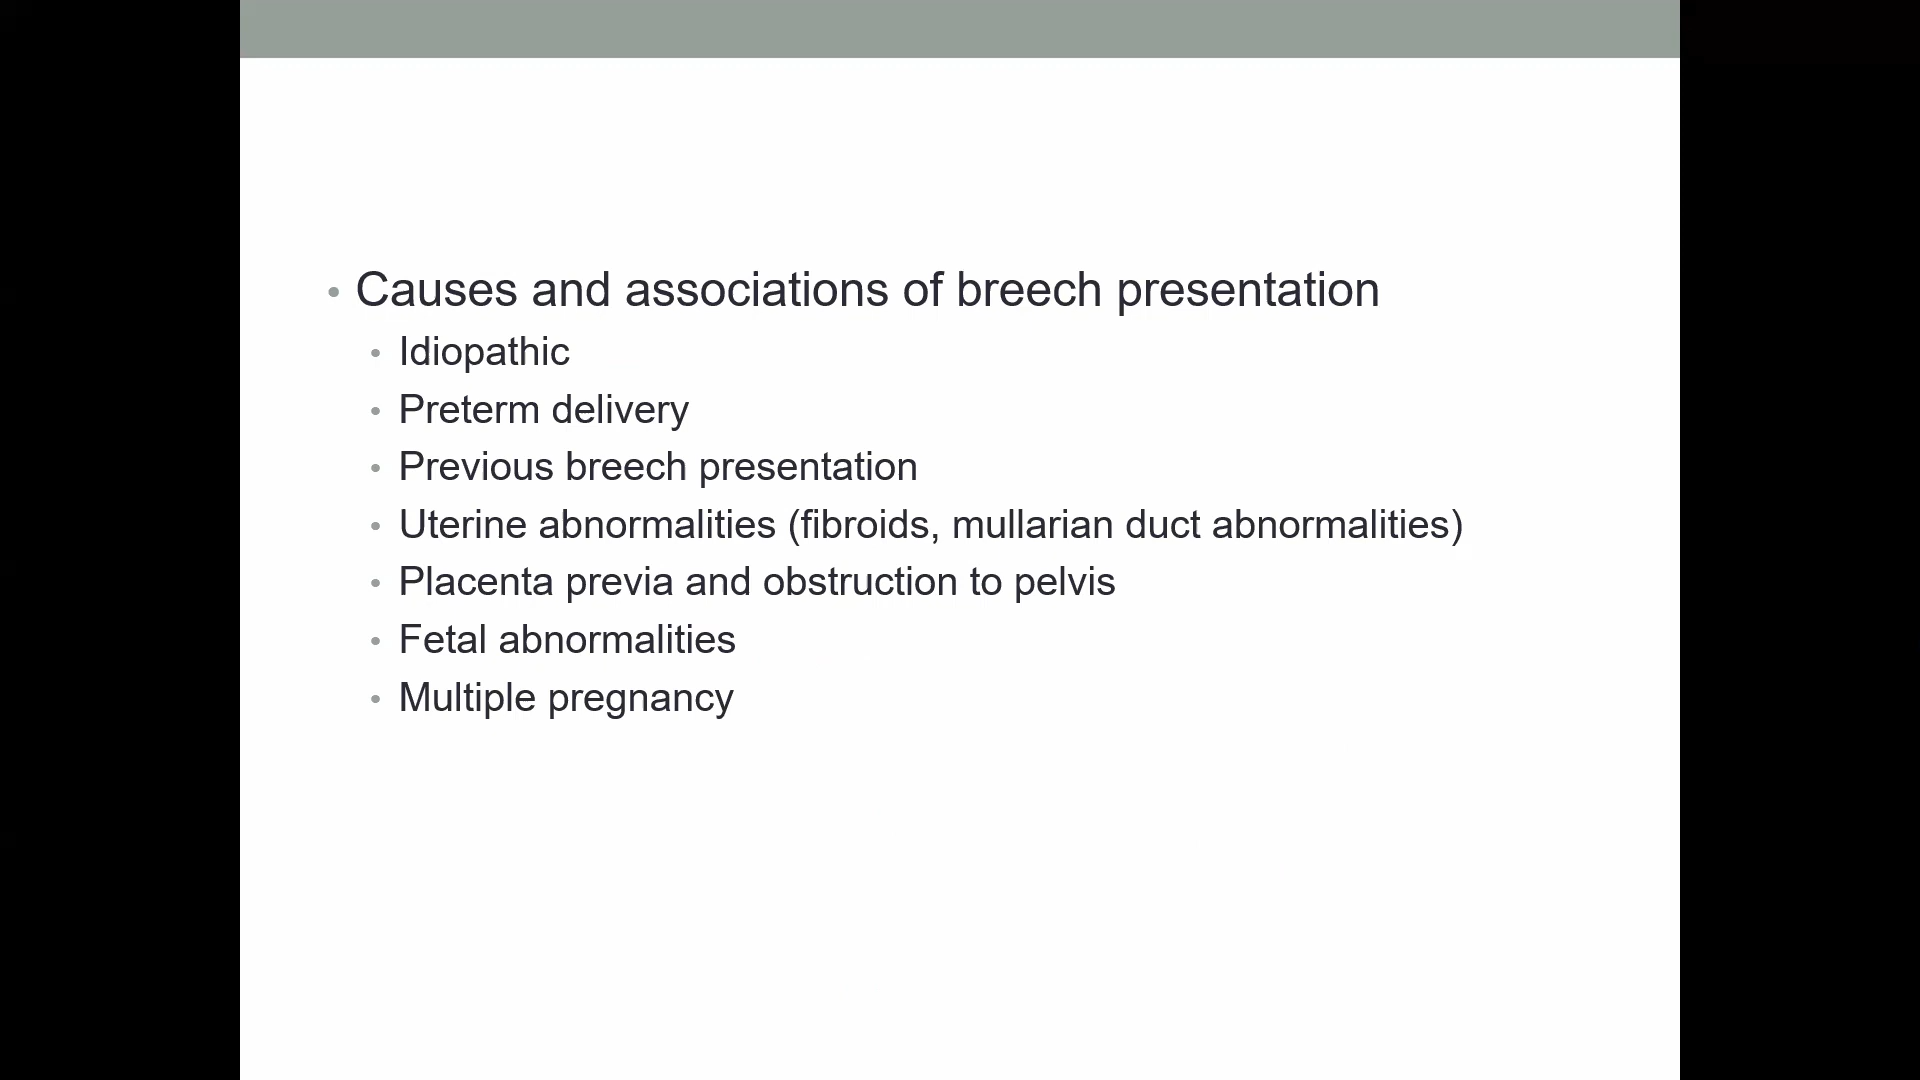 • Causes and associations of breech presentation
• Idiopathic
• Preterm delivery
• Previous breech presentation
• Uterine abnormalities (fibroids, mullarian duct abnormalities)
• Placenta previa and obstruction to pelvis
• Fetal abnormalities
• Multiple pregnancy